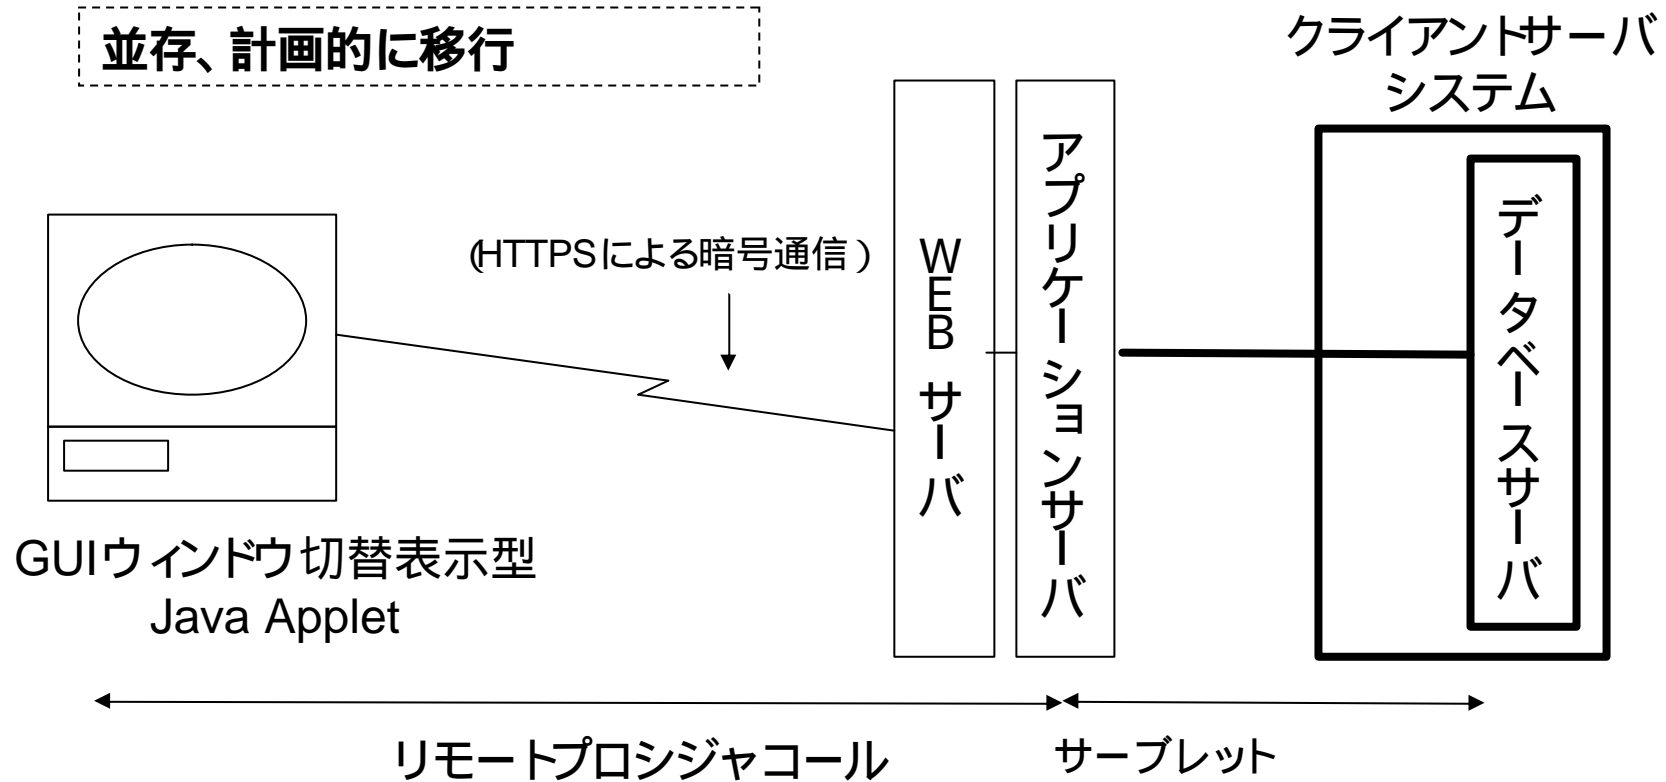 並存、計画的に移行
クライアントサーバ
システム
(HTTPSによる暗号通信)
WEBサーバ
アプリケーションサーバ
データベースサーバ
GUIウィンドウ切替表示型
Java Applet
リモートプロシジャコール
サーブレット